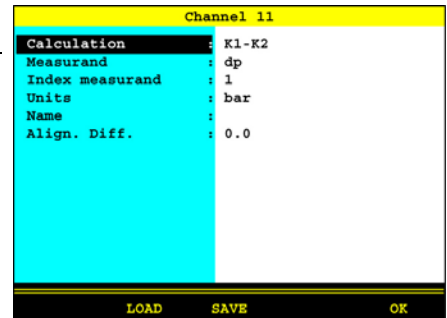 Channel 11
Calculation : K1-K2
Measurand : dp
Index measurand : 1
Units : bar
Name :
Align. Diff. : 0.0
LOAD SAVE OK